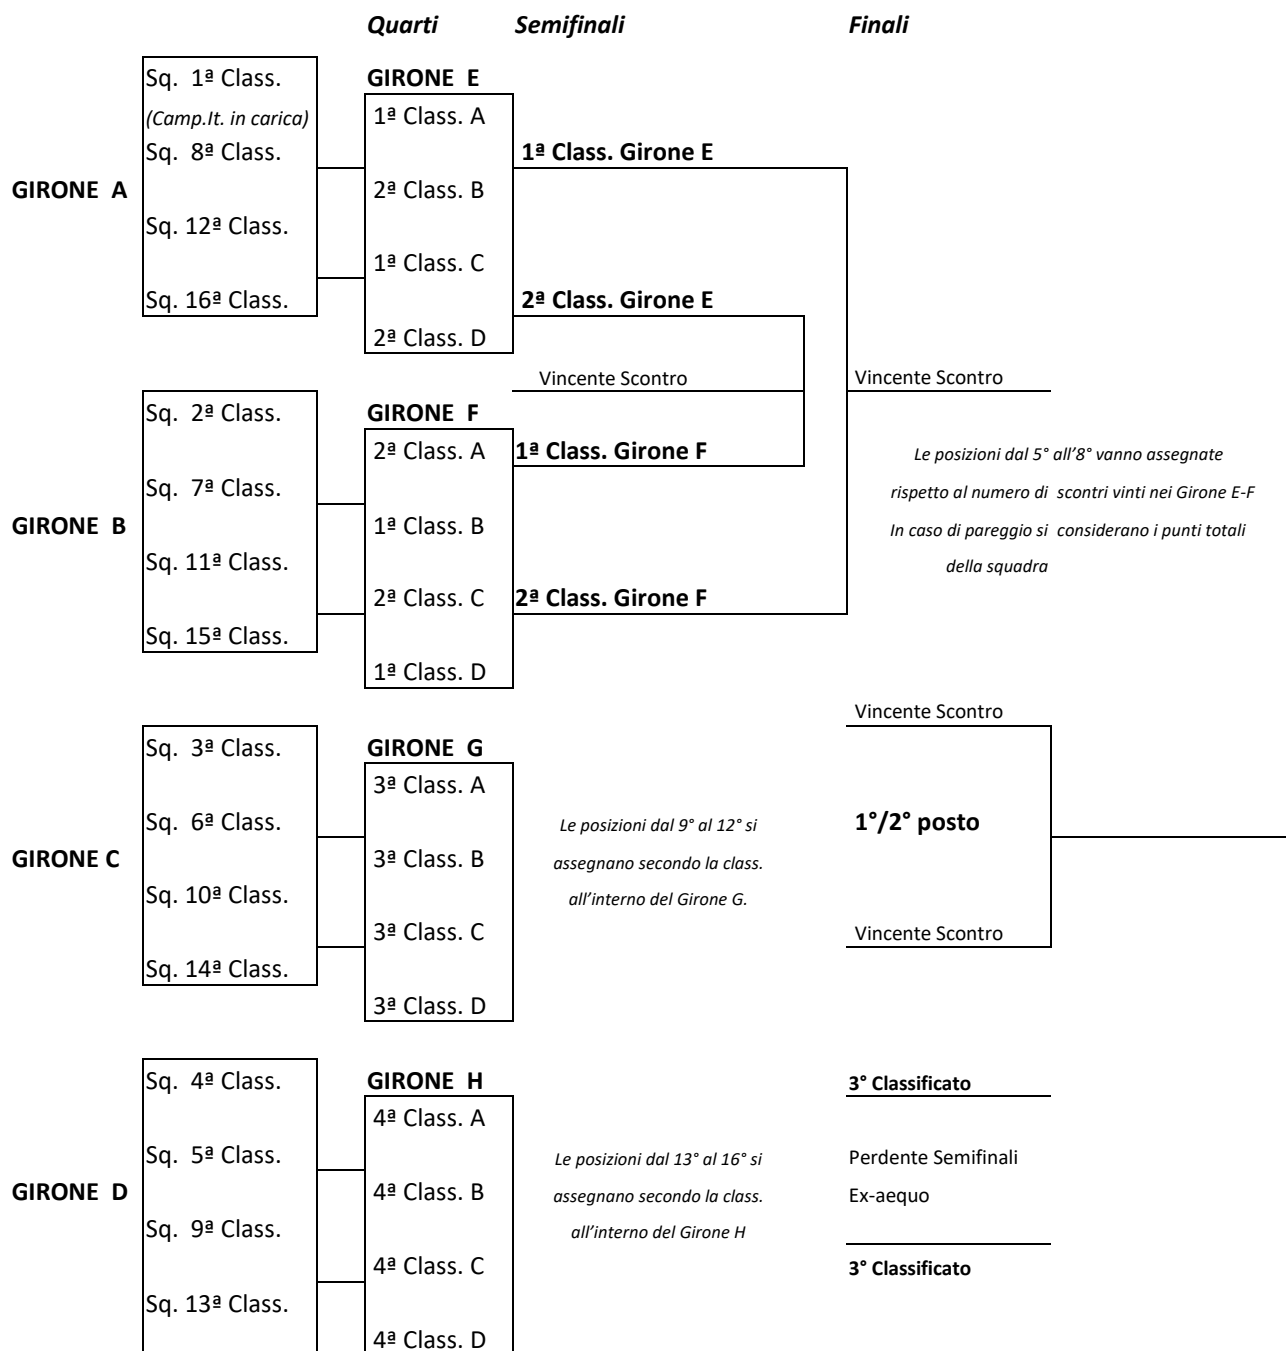 Quarti
Semifinali
Finali
GIRONE A
Sq. 1ª Class.
(Camp.It. in carica)
Sq. 8ª Class.
Sq. 12ª Class.
Sq. 16ª Class.
GIRONE E
1ª Class. A
2ª Class. B
1ª Class. C
2ª Class. D
1ª Class. Girone E
2ª Class. Girone E
Vincente Scontro
Vincente Scontro
GIRONE B
Sq. 2ª Class.
Sq. 7ª Class.
Sq. 11ª Class.
Sq. 15ª Class.
GIRONE F
2ª Class. A
1ª Class. B
2ª Class. C
1ª Class. D
1ª Class. Girone F
2ª Class. Girone F
Le posizioni dal 5° all’8° vanno assegnate
rispetto al numero di scontri vinti nei Girone E-F
In caso di pareggio si considerano i punti totali
della squadra
GIRONE C
Sq. 3ª Class.
Sq. 6ª Class.
Sq. 10ª Class.
Sq. 14ª Class.
GIRONE G
3ª Class. A
3ª Class. B
3ª Class. C
3ª Class. D
Le posizioni dal 9° al 12° si
assegnano secondo la class.
all’interno del Girone G.
Vincente Scontro
1°/2° posto
Vincente Scontro
GIRONE D
Sq. 4ª Class.
Sq. 5ª Class.
Sq. 9ª Class.
Sq. 13ª Class.
GIRONE H
4ª Class. A
4ª Class. B
4ª Class. C
4ª Class. D
Le posizioni dal 13° al 16° si
assegnano secondo la class.
all’interno del Girone H
3° Classificato
Perdente Semifinali
Ex-aequo
3° Classificato